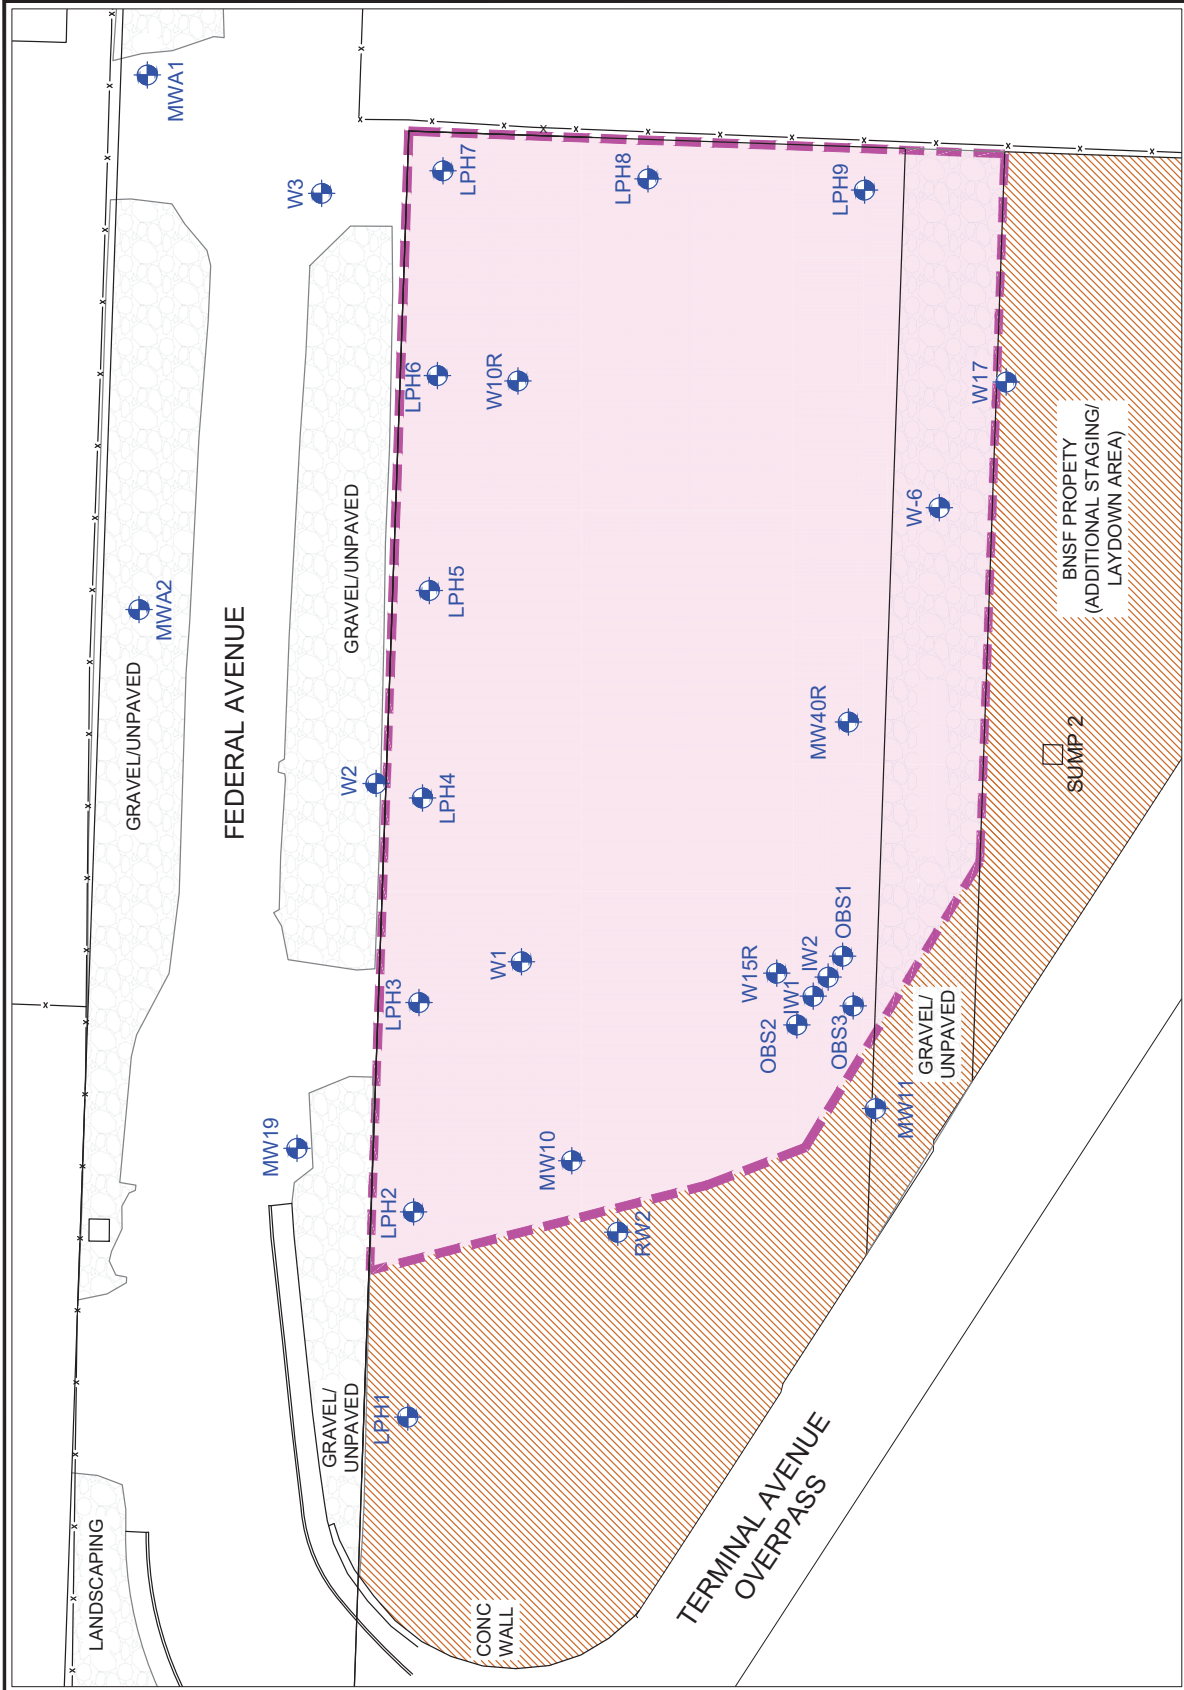 MWA1
W3
LPH7
LPH8
LPH9
LPH6
W10R
W17
BNSF PROPETY
(ADDITIONAL STAGING/
LAYDOWN AREA)
W-6
GRAVEL/UNPAVED
LPH5
MWA2
FEDERAL AVENUE
GRAVEL/UNPAVED
MW40R
SUMP 2
W2
LPH4
W1
W15R
IW2
OBS1
LPH3
IW1
OBS2
OBS3
GRAVEL/
UNPAVED
MW11
MW19
MW10
LPH2
RW2
LPH1
GRAVEL/
UNPAVED
TERMINAL AVENUE
OVERPASS
LANDSCAPING
CONC
WALL